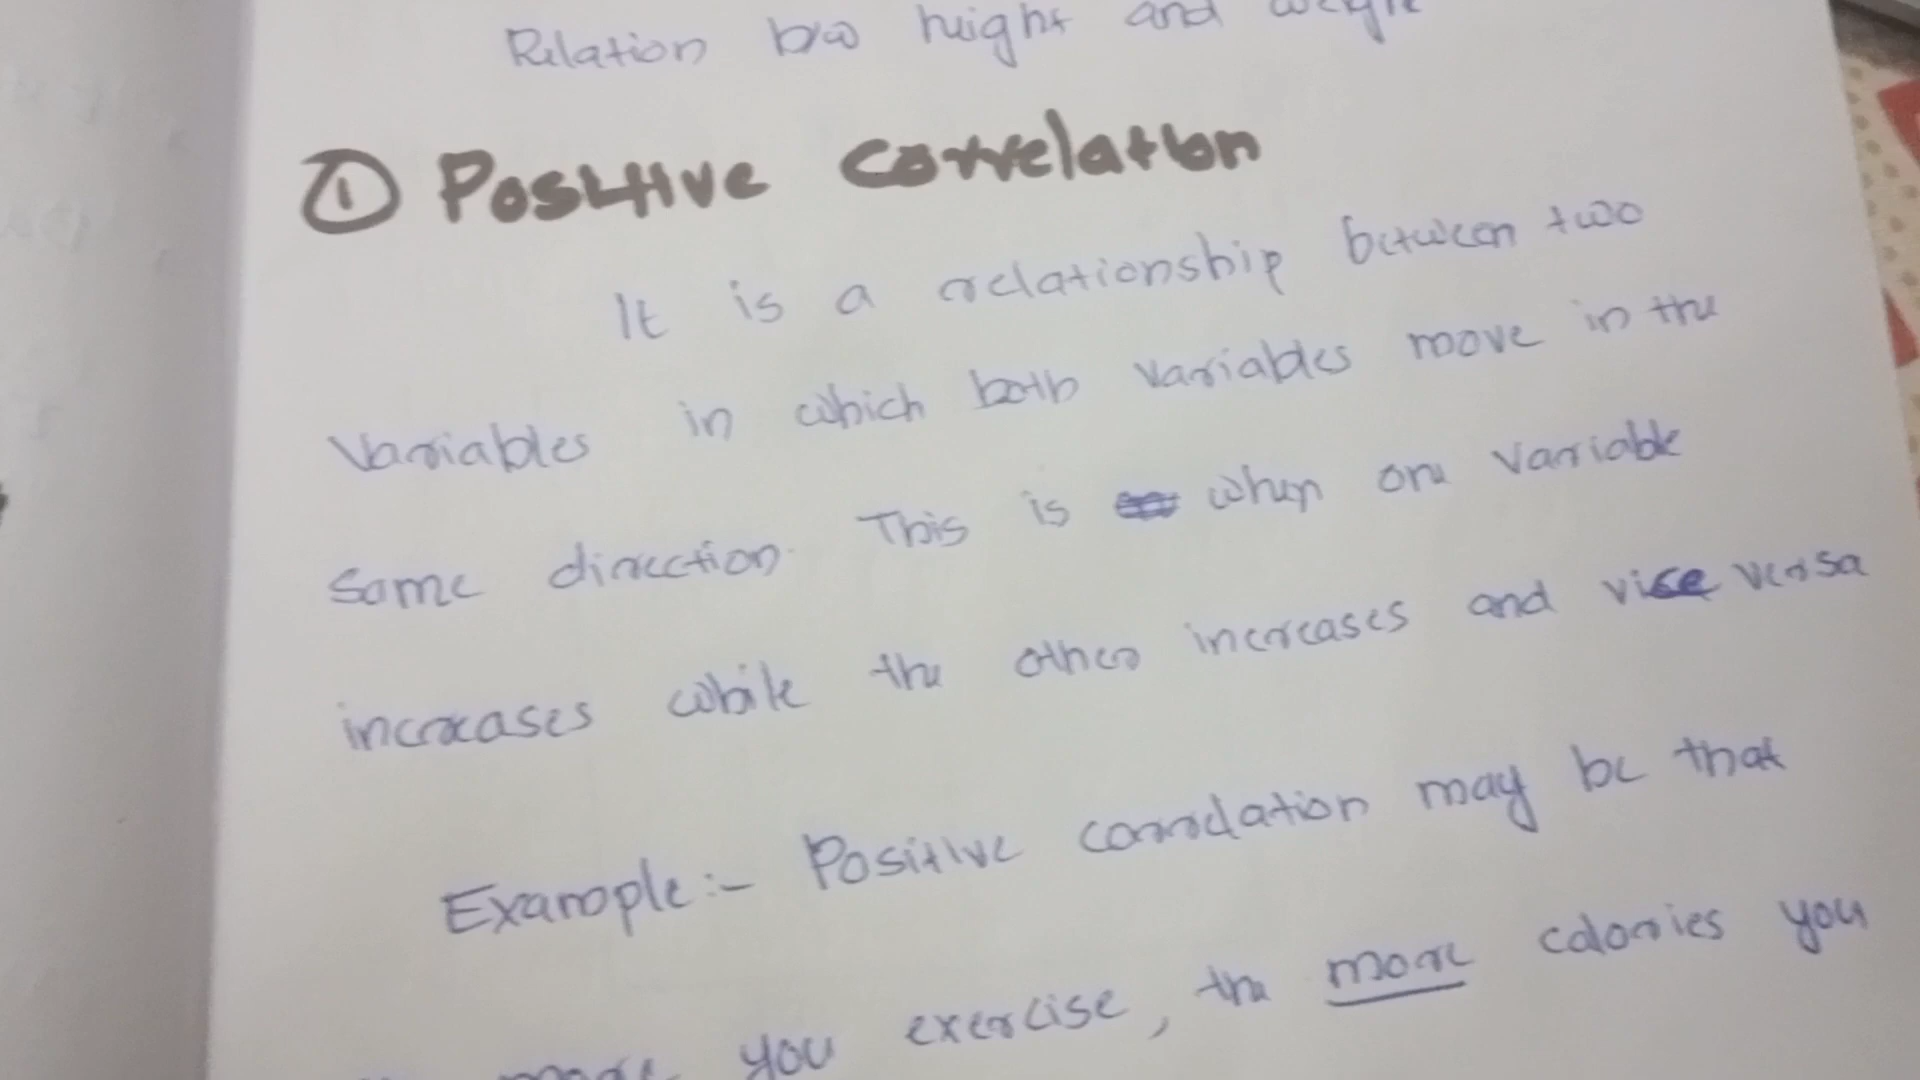 Relation b/w height and weight
① Positive Correlation
It is a relationship between two
Variables in which both variables move in the
same direction. This is when one variable
increases while the other increases and vice versa
Example:- Positive correlation may be that
more you exercise, the more calories you